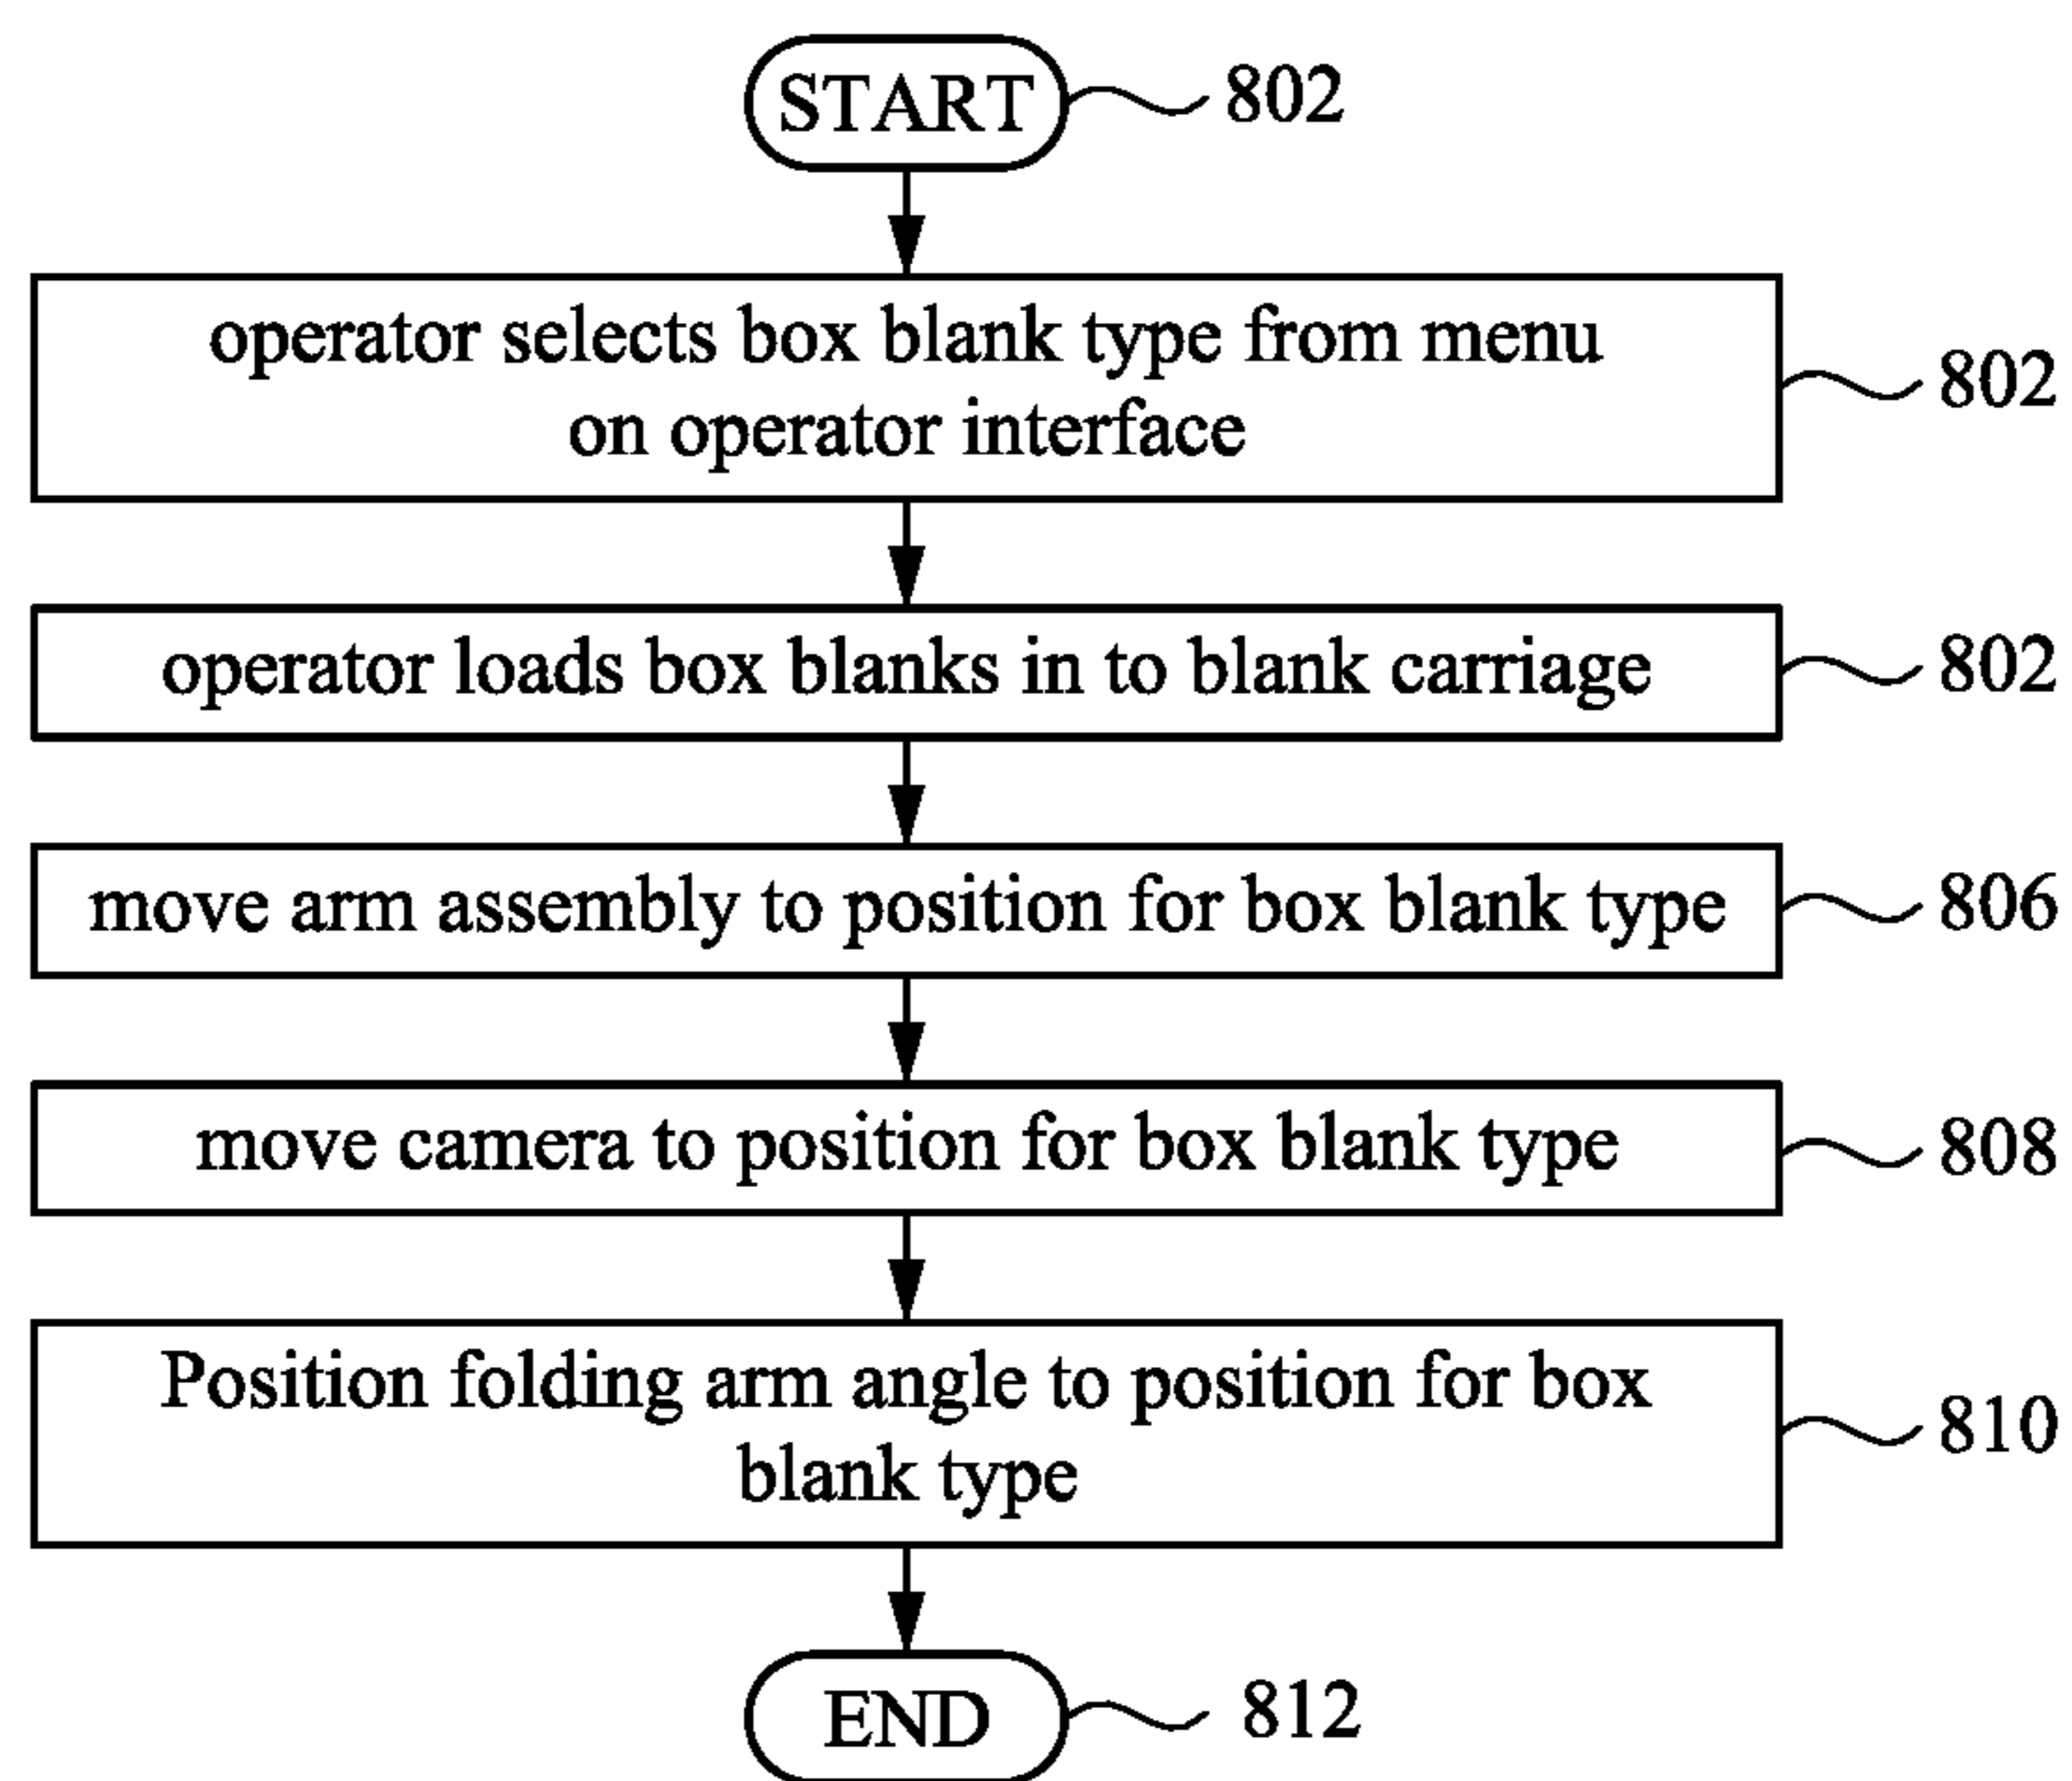 START 802
operator selects box blank type from menu
on operator interface
802
operator loads box blanks in to blank carriage 802
move arm assembly to position for box blank type 806
move camera to position for box blank type 808
Position folding arm angle to position for box
blank type
810
END 812